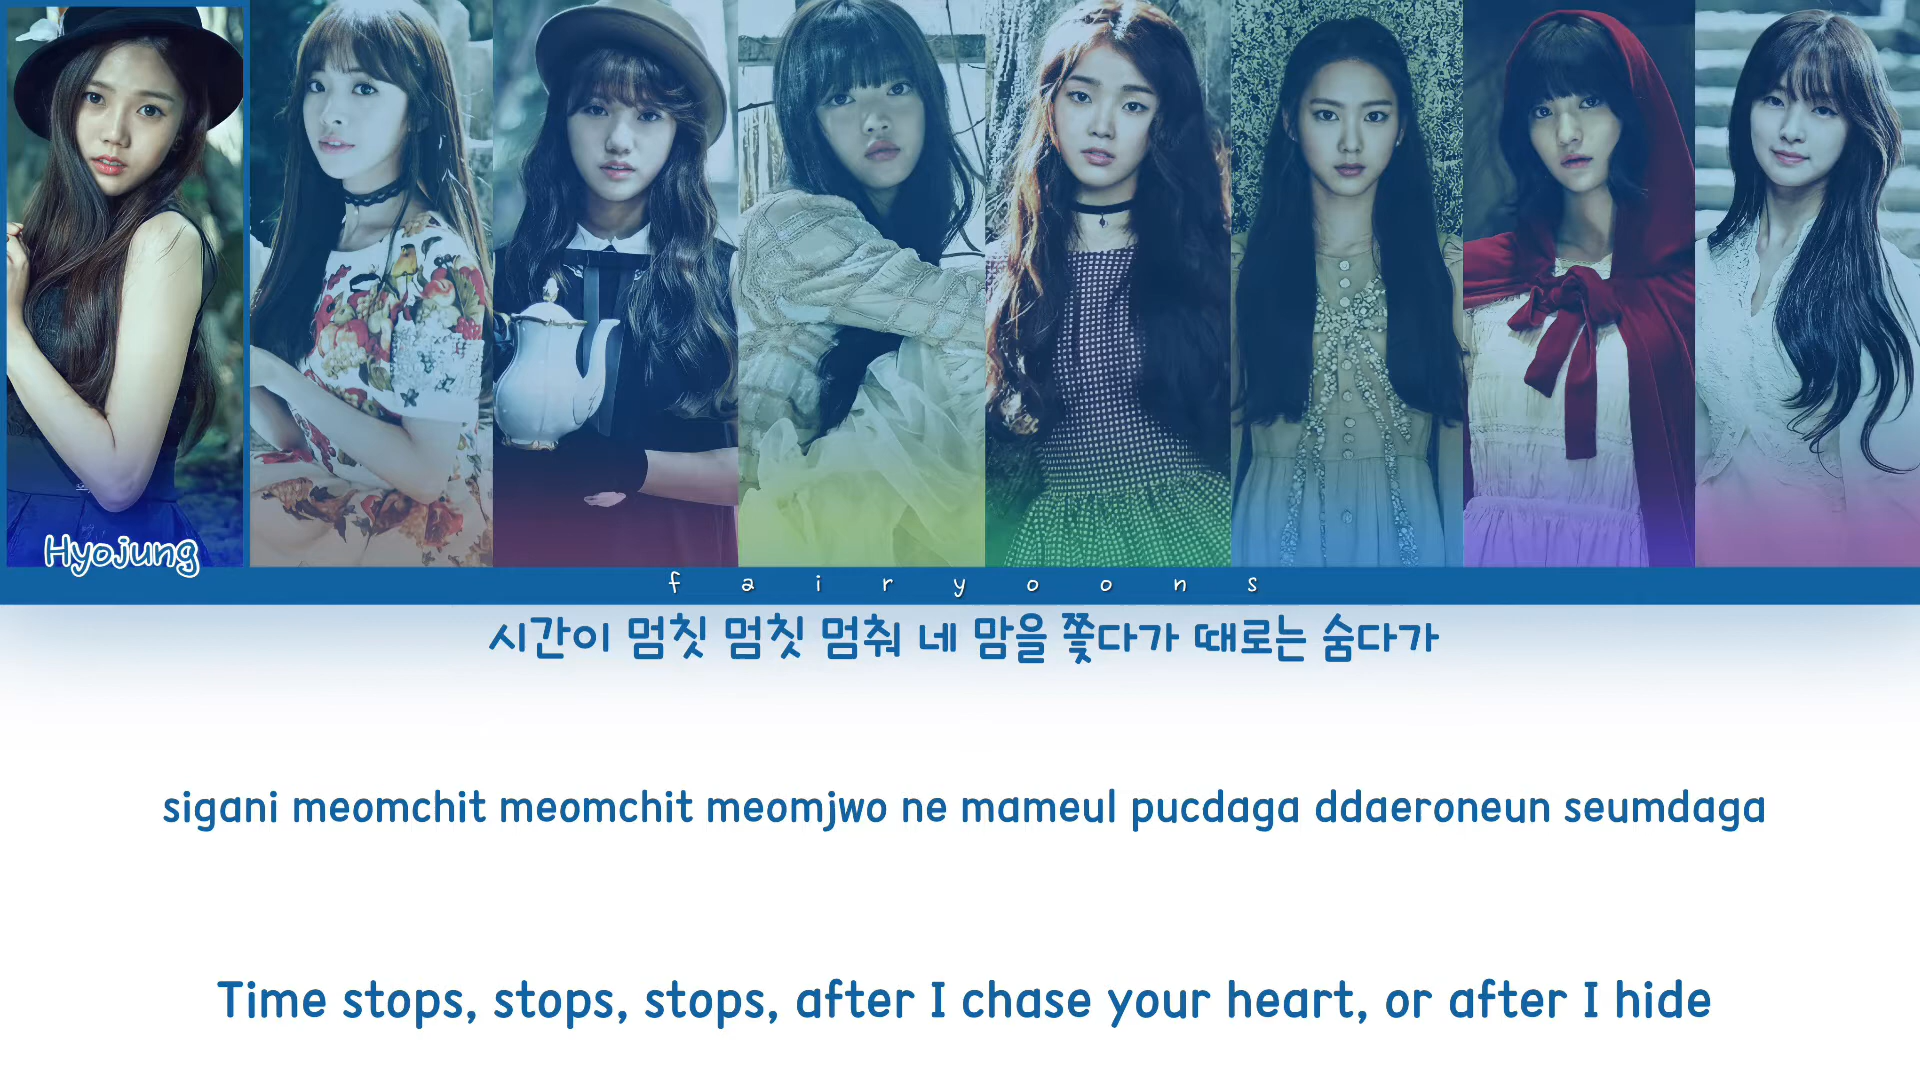 Hyojung
fairyoons
시간이 멈칫 멈칫 멈춰 네 맘을 쫓다가 때로는 숨다가
sigani meomchit meomchit meomjwo ne mameul pucdaga ddaeroneun seumdaga
Time stops, stops, stops, after I chase your heart, or after I hide